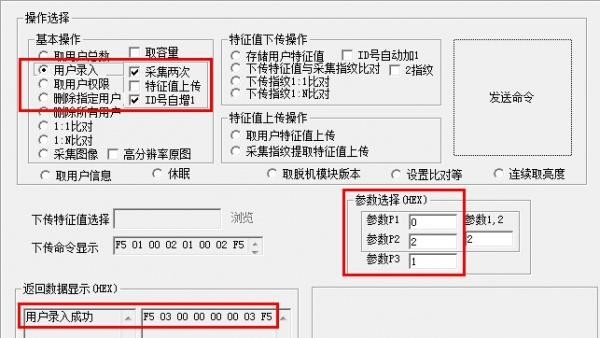 操作选择
基本操作
取用户总数 取容量
用户录入 采集两次
取用户权限 特征值上传
删除指定用户 ID号自增1
删除所有用户
1:1比对
1:N比对
采集图像 高分辨率原图
特征值下传操作
存储用户特征值 ID号自动加1
下传特征值与采集指纹比对 2指纹
下传指纹1:1比对
下传指纹1:N比对
特征值上传操作
取用户特征值上传
采集指纹提取特征值上传
发送命令
取用户信息 休眠 取脱机模块版本 设置比对等 连续取亮度
下传特征值选择 浏览
下传命令显示 F5 01 00 02 01 00 02 F5
参数选择(HEX)
参数P1 0 参数1,2
参数P2 2 2
参数P3 1
返回数据显示(HEX)
用户录入成功 F5 03 00 00 00 00 03 F5